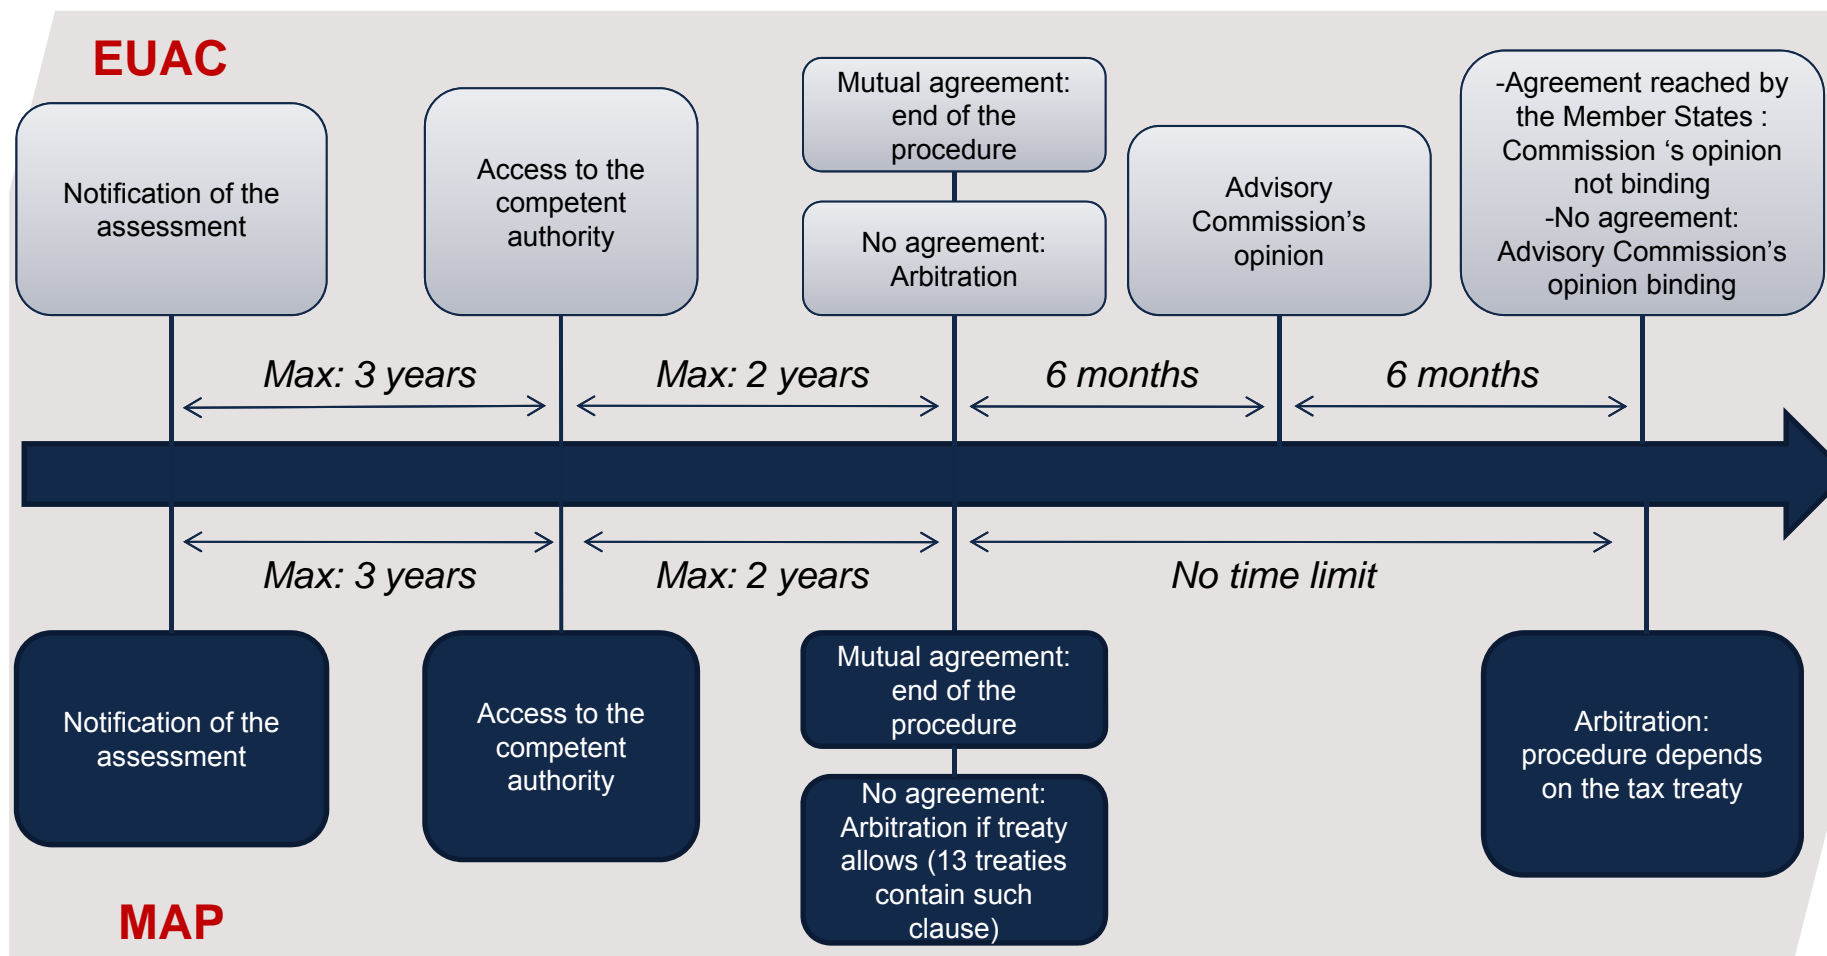 EUAC
Notification of the
assessment
Access to the
competent
authority
Mutual agreement:
end of the
procedure
No agreement:
Arbitration
Advisory
Commission’s
opinion
-Agreement reached by
the Member States :
Commission ‘s opinion
not binding
-No agreement:
Advisory Commission’s
opinion binding
Max: 3 years
Max: 2 years
6 months
6 months
Max: 3 years
Max: 2 years
No time limit
Notification of the
assessment
Access to the
competent
authority
Mutual agreement:
end of the
procedure
No agreement:
Arbitration if treaty
allows (13 treaties
contain such
clause)
Arbitration:
procedure depends
on the tax treaty
MAP